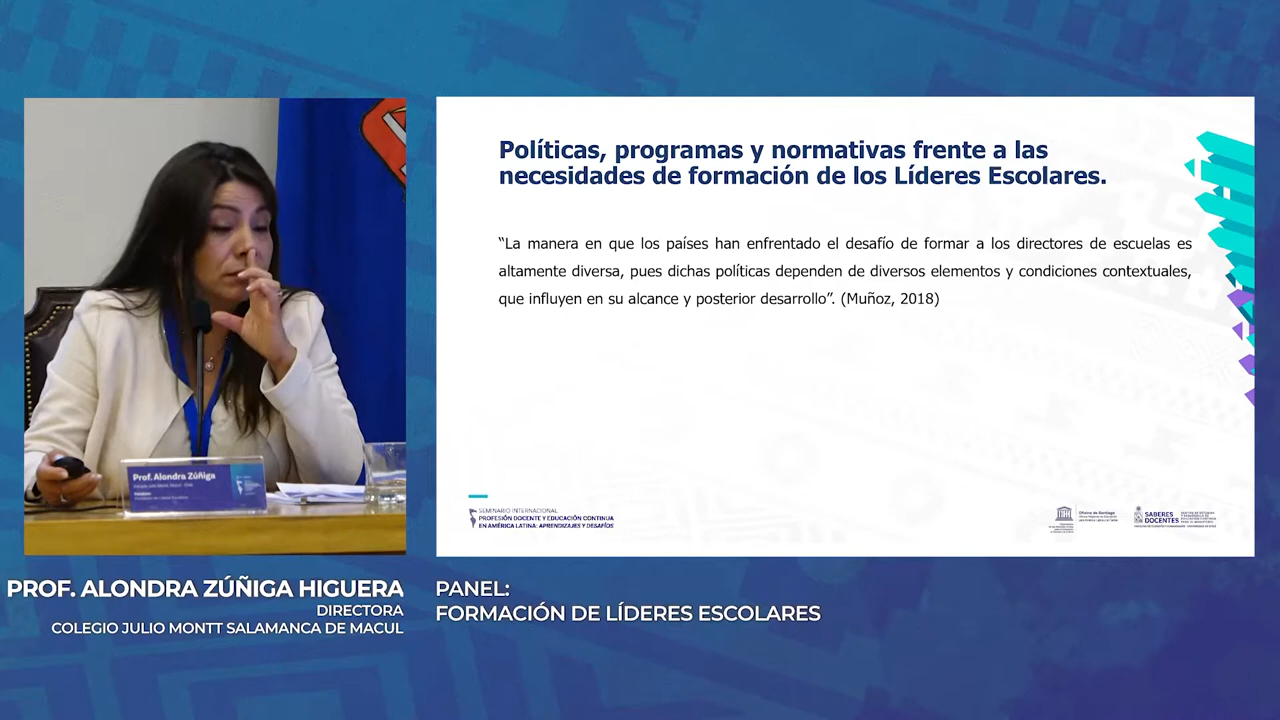 Políticas, programas y normativas frente a las
necesidades de formación de los Líderes Escolares.
“La manera en que los países han enfrentado el desafío de formar a los directores de escuelas es
altamente diversa, pues dichas políticas dependen de diversos elementos y condiciones contextuales,
que influyen en su alcance y posterior desarrollo”. (Muñoz, 2018)
Prof. Alondra Zúñiga
SEMINARIO INTERNACIONAL
PROFESIÓN DOCENTE Y EDUCACIÓN CONTINUA
EN AMÉRICA LATINA: APRENDIZAJES Y DESAFÍOS
Oficina de Santiago
SABERES
DOCENTES
PROF. ALONDRA ZÚÑIGA HIGUERA
DIRECTORA
COLEGIO JULIO MONTT SALAMANCA DE MACUL
PANEL:
FORMACIÓN DE LÍDERES ESCOLARES